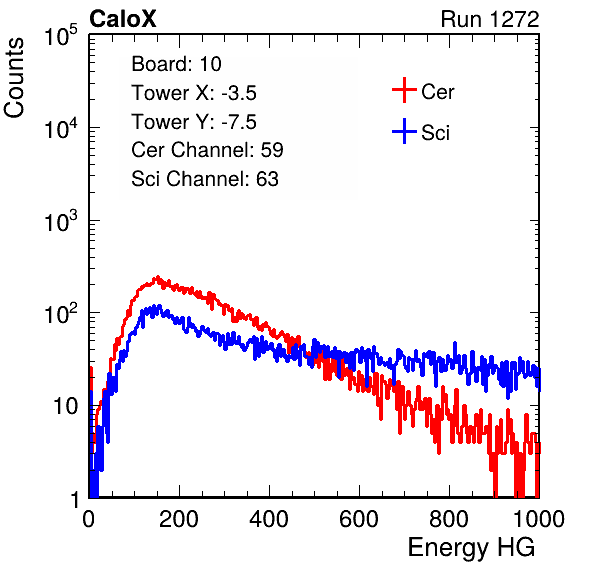 CaloX Run 1272
Counts
10^5
10^4
10^3
10^2
10
1
Board: 10
Tower X: -3.5
Tower Y: -7.5
Cer Channel: 59
Sci Channel: 63
Cer
Sci
0 200 400 600 800 1000
Energy HG